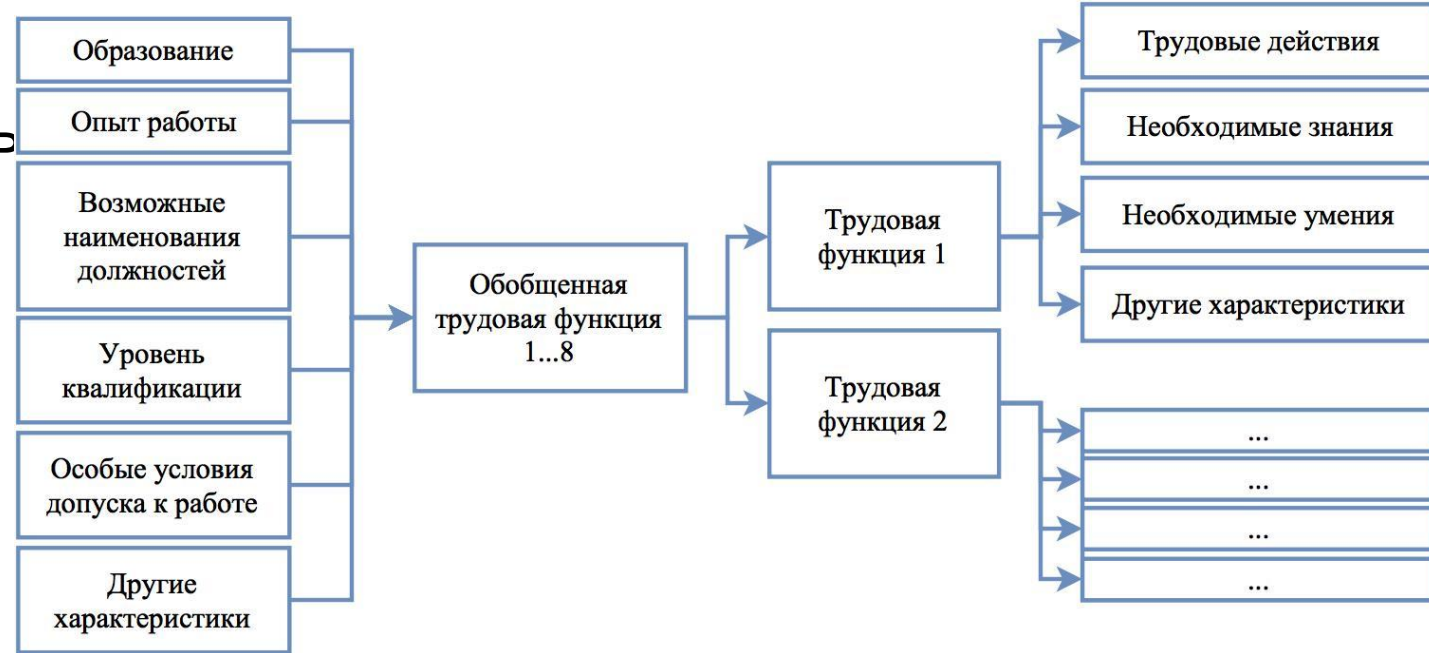 Образование
Опыт работы
Возможные
наименования
должностей
Уровень
квалификации
Особые условия
допуска к работе
Другие
характеристики
Обобщенная
трудовая функция
1...8
Трудовая
функция 1
Трудовая
функция 2
Трудовые действия
Необходимые знания
Необходимые умения
Другие характеристики
...
...
...
...